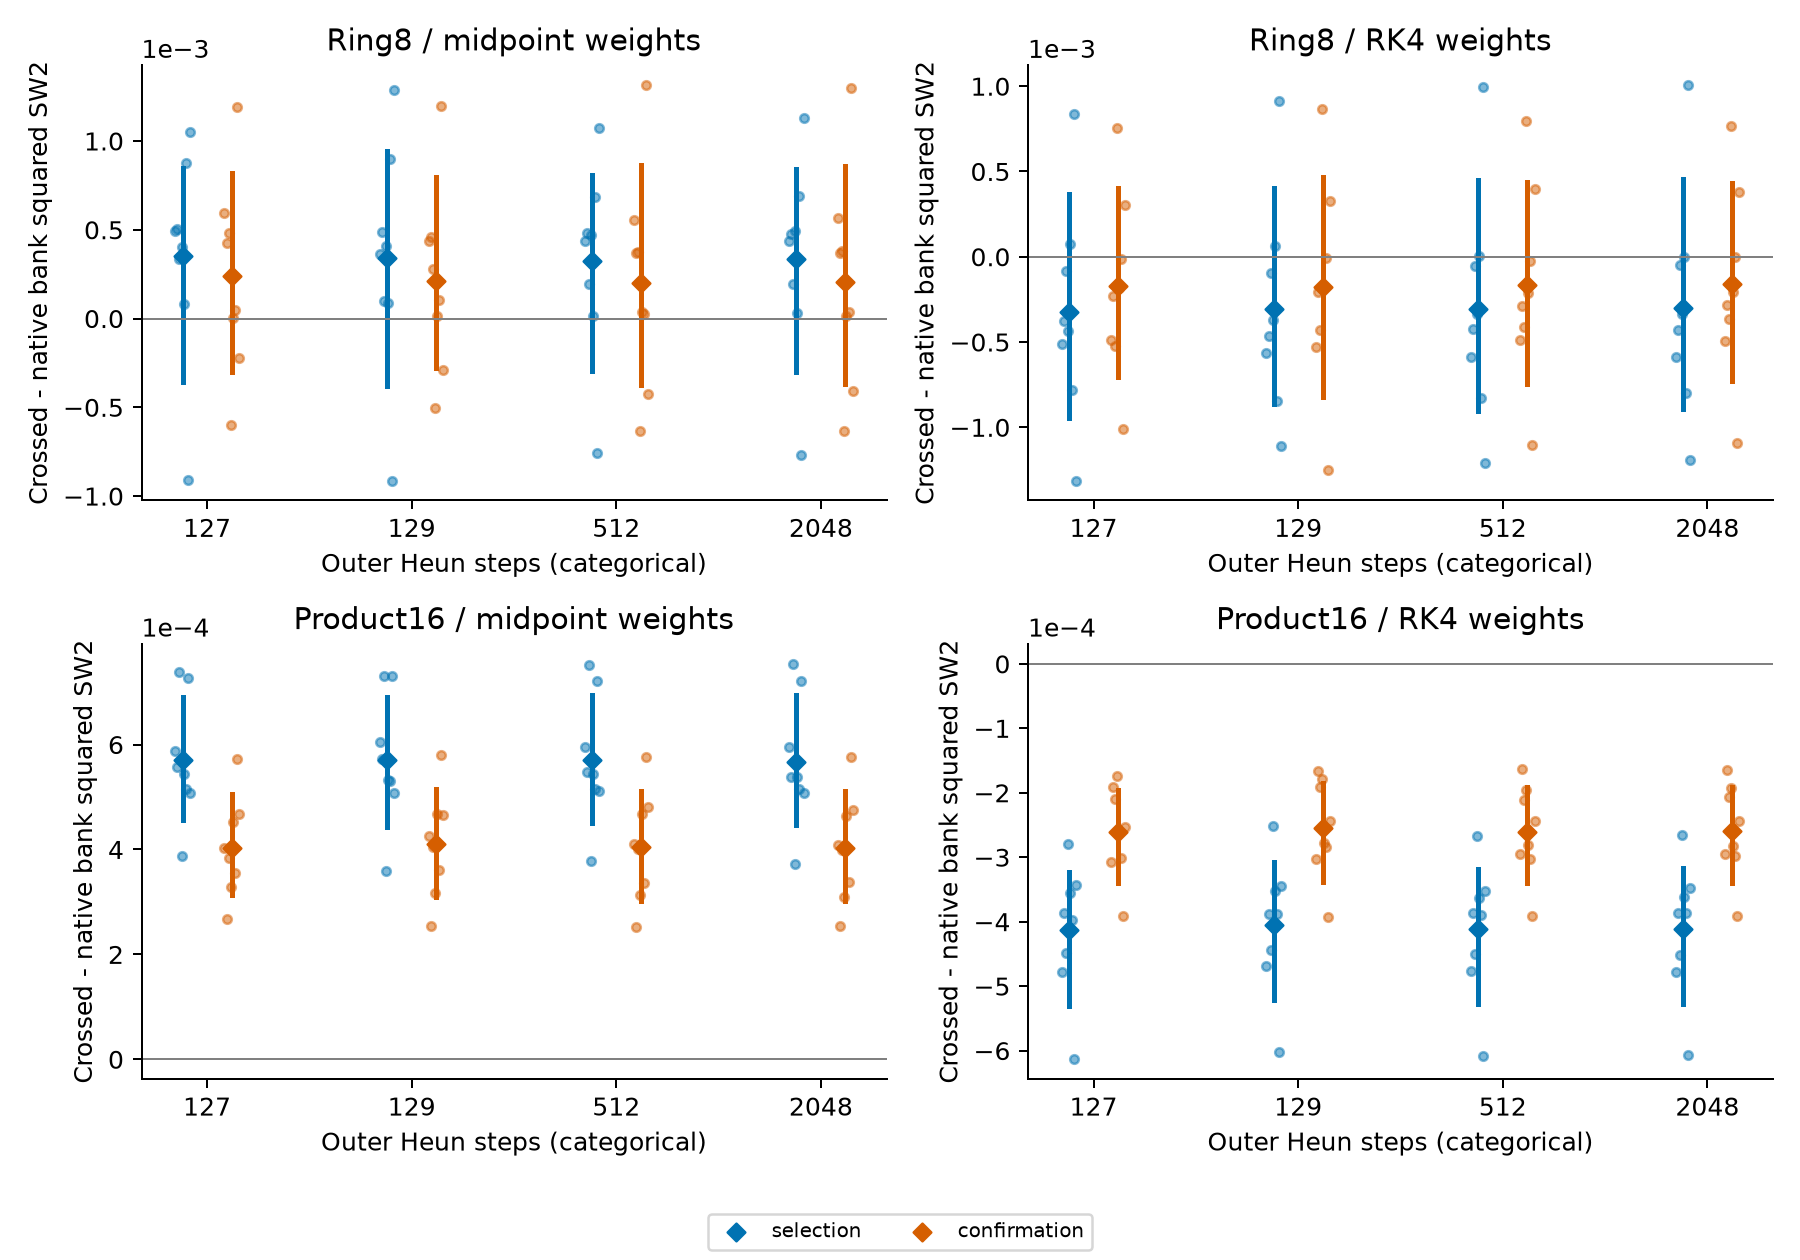 Ring8 / midpoint weights
1e−3
Crossed - native bank squared SW2
1.0
0.5
0.0
−0.5
−1.0
127 129 512 2048
Outer Heun steps (categorical)
Ring8 / RK4 weights
1e−3
Crossed - native bank squared SW2
1.0
0.5
0.0
−0.5
−1.0
127 129 512 2048
Outer Heun steps (categorical)
Product16 / midpoint weights
1e−4
Crossed - native bank squared SW2
6
4
2
0
127 129 512 2048
Outer Heun steps (categorical)
Product16 / RK4 weights
1e−4
Crossed - native bank squared SW2
0
−1
−2
−3
−4
−5
−6
127 129 512 2048
Outer Heun steps (categorical)
selection confirmation